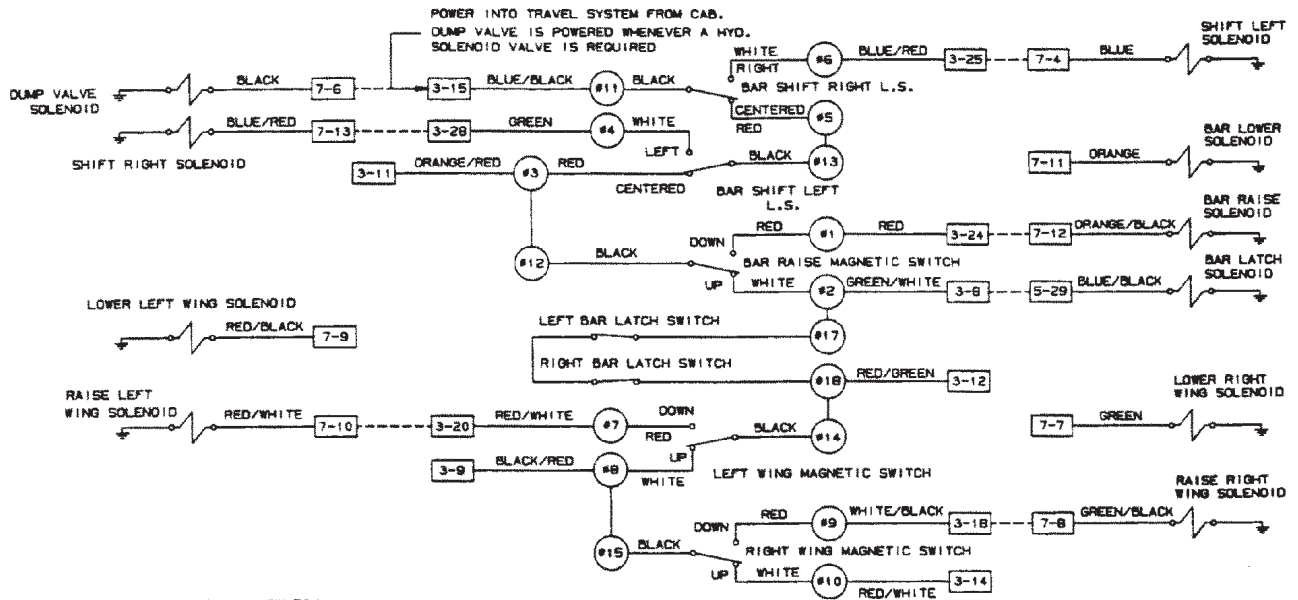 POWER INTO TRAVEL SYSTEM FROM CAB.
DUMP VALVE IS POWERED WHENEVER A HYD.
SOLENOID VALVE IS REQUIRED
SHIFT LEFT
SOLENOID
WHITE
RIGHT
#6
BLUE/RED
3-25
7-4
BLUE
DUMP VALVE
SOLENOID
BLACK
7-6
3-15
BLUE/BLACK
#11
BLACK
BAR SHIFT RIGHT L.S.
CENTERED
RED
#5
SHIFT RIGHT SOLENOID
BLUE/RED
7-13
3-28
GREEN
#4
WHITE
LEFT
BAR LOWER
SOLENOID
7-11
ORANGE
3-11
ORANGE/RED
#3
RED
CENTERED
BLACK
#13
BAR SHIFT LEFT
L.S.
BAR RAISE
SOLENOID
DOWN
RED
#1
RED
3-24
7-12
ORANGE/BLACK
#12
BLACK
BAR RAISE MAGNETIC SWITCH
BAR LATCH
SOLENOID
UP
WHITE
#2
GREEN/WHITE
3-8
5-29
BLUE/BLACK
LOWER LEFT WING SOLENOID
RED/BLACK
7-9
LEFT BAR LATCH SWITCH
#17
RIGHT BAR LATCH SWITCH
#18
RED/GREEN
3-12
RAISE LEFT
WING SOLENOID
RED/WHITE
7-10
3-20
RED/WHITE
#7
DOWN
RED
LOWER RIGHT
WING SOLENOID
7-7
GREEN
UP
BLACK
#14
3-9
BLACK/RED
#8
WHITE
LEFT WING MAGNETIC SWITCH
RAISE RIGHT
WING SOLENOID
DOWN
RED
#9
WHITE/BLACK
3-18
7-8
GREEN/BLACK
#15
BLACK
RIGHT WING MAGNETIC SWITCH
UP
WHITE
#10
RED/WHITE
3-14